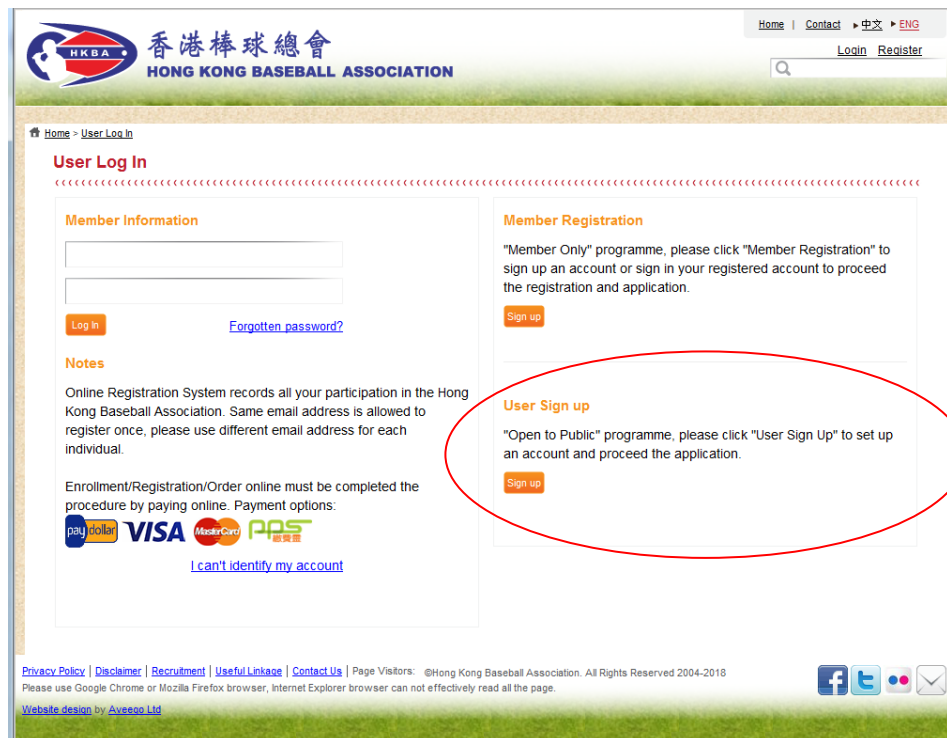 Home | Contact ▸中文 ▸ENG
Login Register
HKBA
香港棒球總會
HONG KONG BASEBALL ASSOCIATION
Home > User Log In
User Log In
Member Information
Log In
Forgotten password?
Notes
Online Registration System records all your participation in the Hong
Kong Baseball Association. Same email address is allowed to
register once, please use different email address for each
individual.
Enrollment/Registration/Order online must be completed the
procedure by paying online. Payment options:
paydollar VISA MasterCard PPS
繳費靈
I can't identify my account
Member Registration
"Member Only" programme, please click "Member Registration" to
sign up an account or sign in your registered account to proceed
the registration and application.
Sign up
User Sign up
"Open to Public" programme, please click "User Sign Up" to set up
an account and proceed the application.
Sign up
Privacy Policy | Disclaimer | Recruitment | Useful Linkage | Contact Us | Page Visitors: ©Hong Kong Baseball Association. All Rights Reserved 2004-2018
Please use Google Chrome or Mozilla Firefox browser, Internet Explorer browser can not effectively read all the page.
Website design by Aveego Ltd